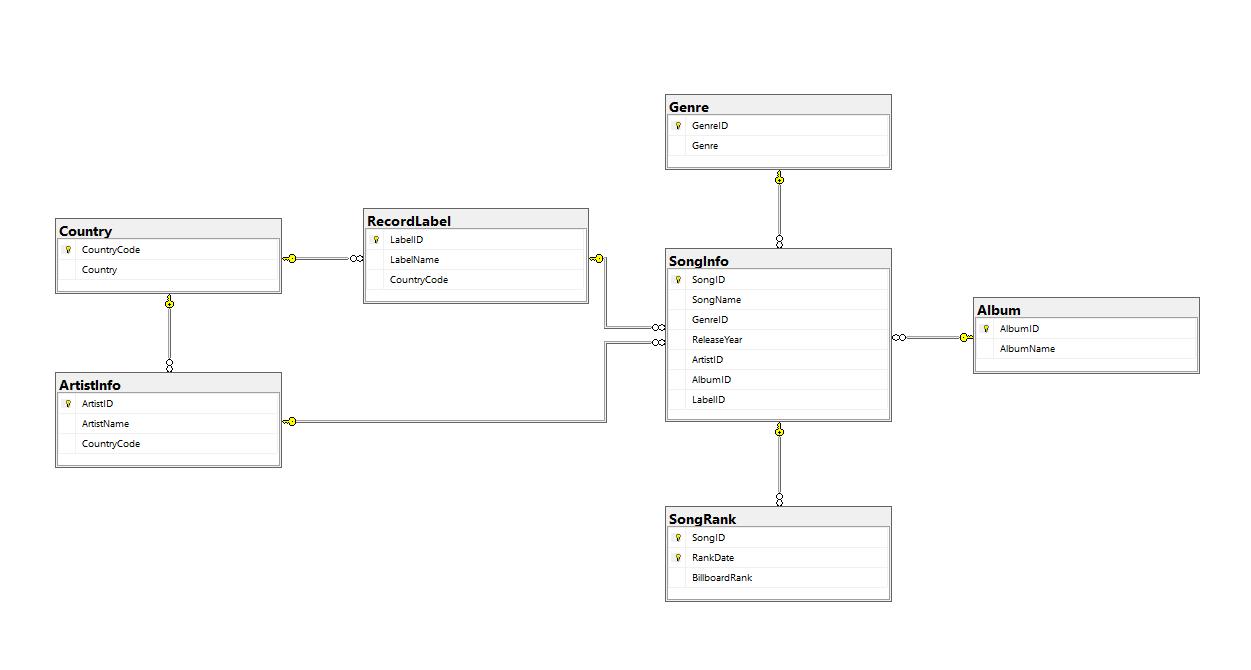 Genre
GenreID
Genre
Country
CountryCode
Country
RecordLabel
LabelID
LabelName
CountryCode
SongInfo
SongID
SongName
GenreID
ReleaseYear
ArtistID
AlbumID
LabelID
Album
AlbumID
AlbumName
ArtistInfo
ArtistID
ArtistName
CountryCode
SongRank
SongID
RankDate
BillboardRank